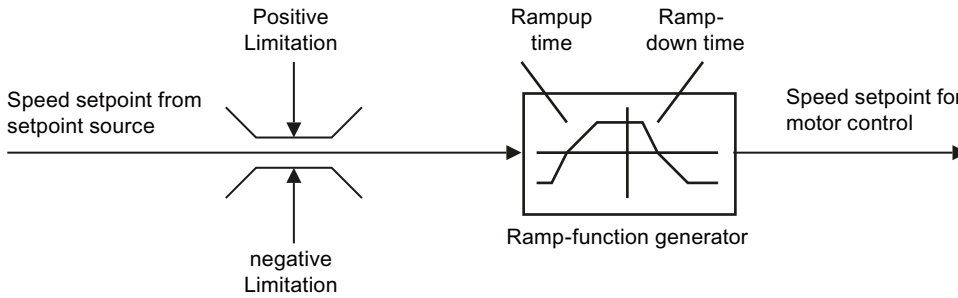 Positive
Limitation
Rampup
time
Ramp-
down time
Speed setpoint from
setpoint source
Speed setpoint for
motor control
Ramp-function generator
negative
Limitation